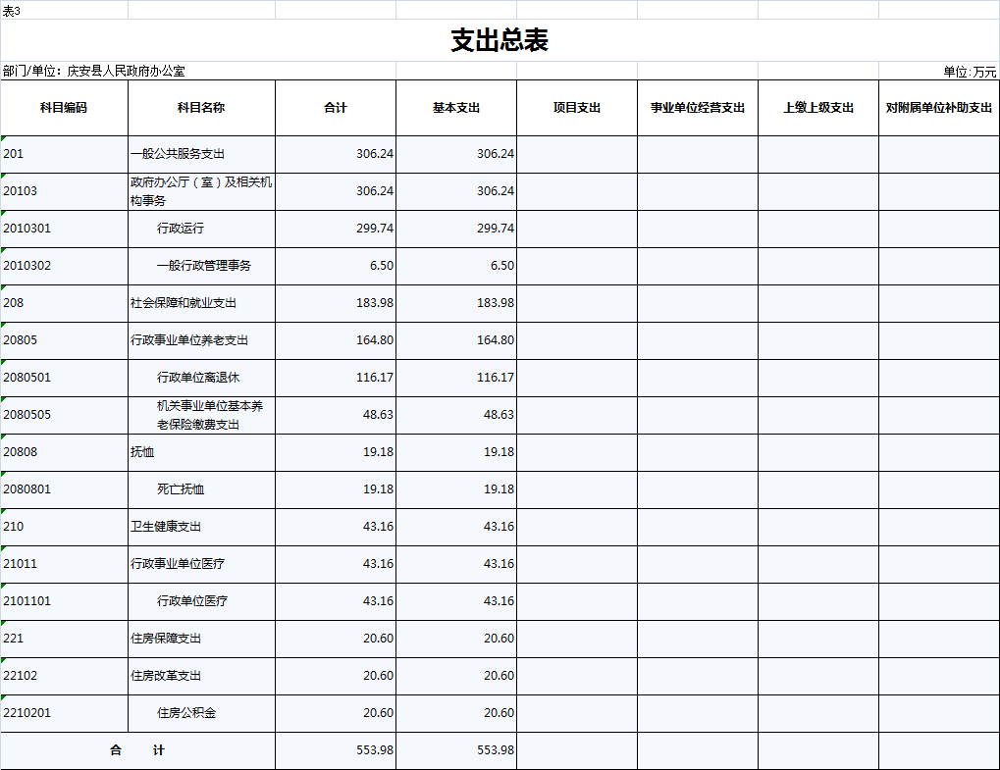 表3
支出总表
部门/单位：庆安县人民政府办公室 单位:万元
科目编码 科目名称 合计 基本支出 项目支出 事业单位经营支出 上缴上级支出 对附属单位补助支出
201 一般公共服务支出 306.24 306.24
20103 政府办公厅（室）及相关机构事务 306.24 306.24
2010301 行政运行 299.74 299.74
2010302 一般行政管理事务 6.50 6.50
208 社会保障和就业支出 183.98 183.98
20805 行政事业单位养老支出 164.80 164.80
2080501 行政单位离退休 116.17 116.17
2080505 机关事业单位基本养老保险缴费支出 48.63 48.63
20808 抚恤 19.18 19.18
2080801 死亡抚恤 19.18 19.18
210 卫生健康支出 43.16 43.16
21011 行政事业单位医疗 43.16 43.16
2101101 行政单位医疗 43.16 43.16
221 住房保障支出 20.60 20.60
22102 住房改革支出 20.60 20.60
2210201 住房公积金 20.60 20.60
合 计 553.98 553.98